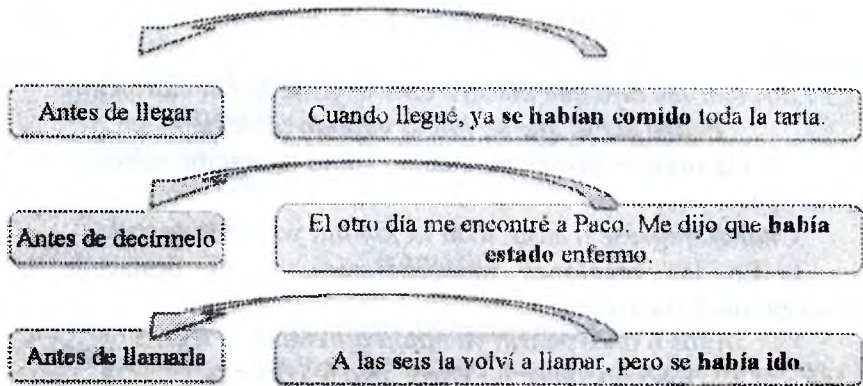 Antes de llegar
Cuando llegue, ya se habían comido toda la tarta.
Antes de decírmelo
El otro día me encontré a Paco. Me dijo que había
estado enfermo.
Antes de llamarla
A las seis la volví a llamar, pero se había ido.